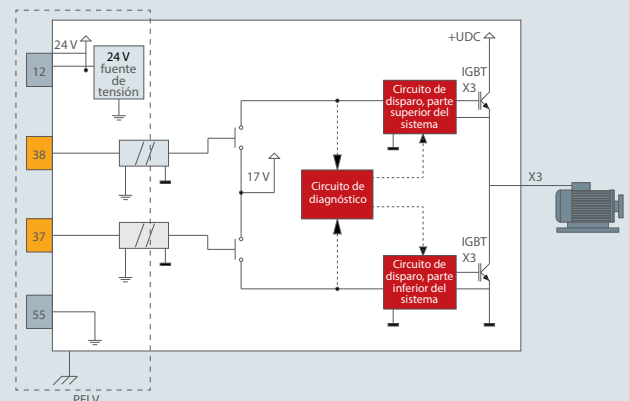 +UDC
24 V
24 V
fuente
de
tensión
12
IGBT
X3
Circuito de
disparo, parte
superior del
sistema
38
17 V
Circuito de
diagnóstico
X3
37
IGBT
X3
Circuito de
disparo, parte
inferior del
sistema
55
PELV